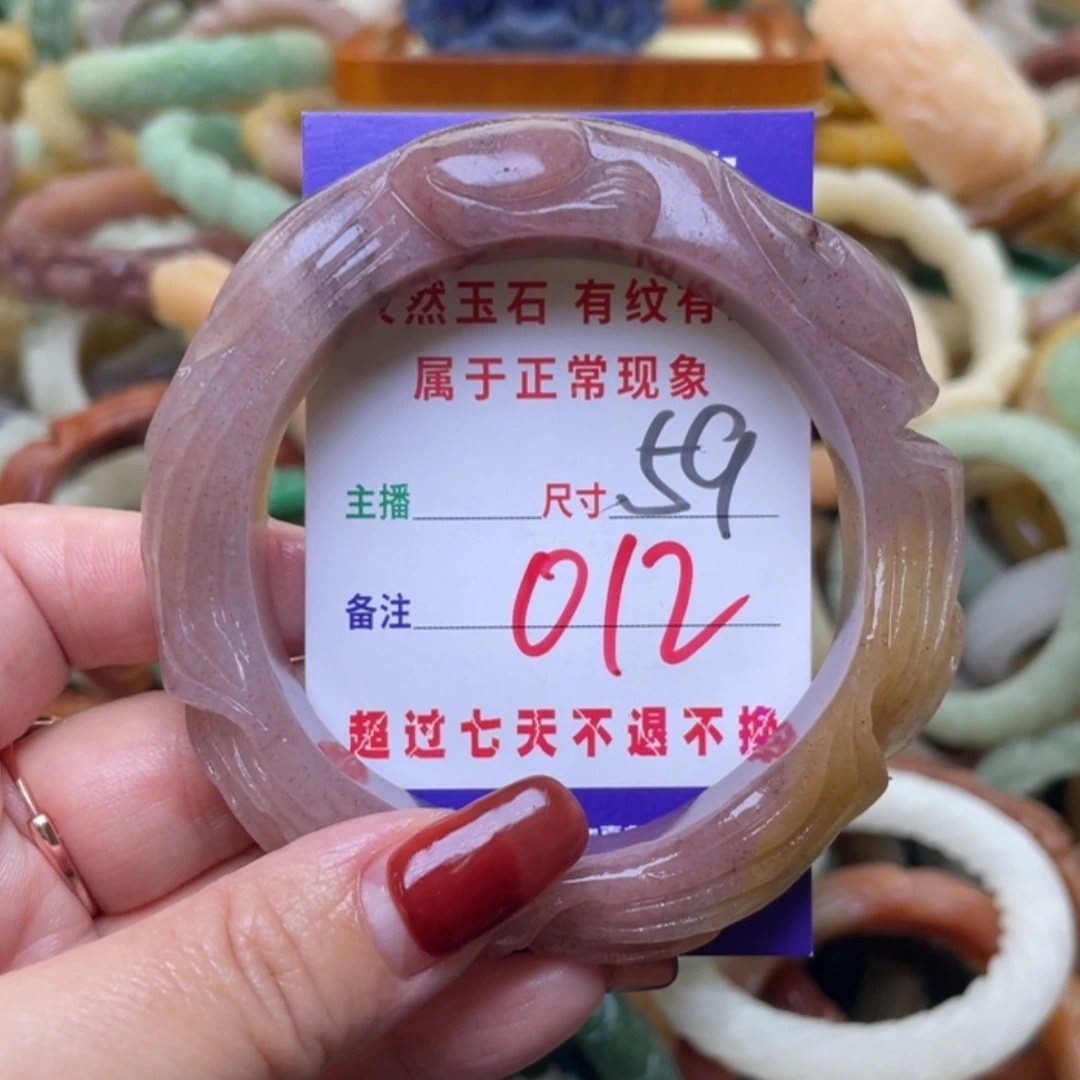 然玉石 有纹有
属于正常现象
主播 尺寸 59
备注 012
超过七天不退不换